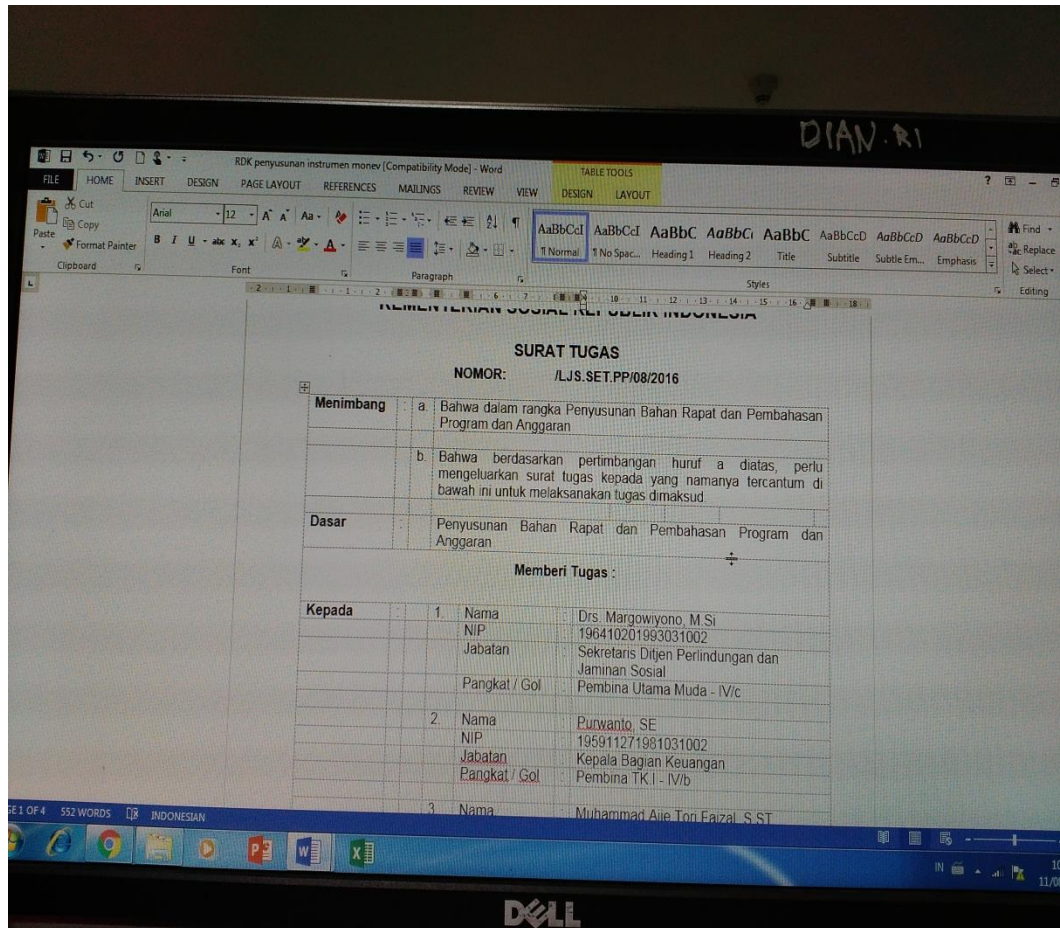 DIAN.RI
RDK penyusunan instrumen monev [Compatibility Mode] - Word
TABLE TOOLS
FILE HOME INSERT DESIGN PAGE LAYOUT REFERENCES MAILINGS REVIEW VIEW DESIGN LAYOUT
Cut
Copy
Paste
Format Painter
Arial 12
AaBbCcI AaBbCcI AaBbC AaBbCc AaBbC AaBbCcD AaBbCcD AaBbCcD
¶ Normal ¶ No Spac... Heading 1 Heading 2 Title Subtitle Subtle Em... Emphasis
Find
Replace
Select
Clipboard Font Paragraph Styles Editing
KEMENTERIAN SOSIAL REPUBLIK INDONESIA
SURAT TUGAS
NOMOR: /LJS.SET.PP/08/2016
Menimbang : a. Bahwa dalam rangka Penyusunan Bahan Rapat dan Pembahasan
Program dan Anggaran
b. Bahwa berdasarkan pertimbangan huruf a diatas, perlu
mengeluarkan surat tugas kepada yang namanya tercantum di
bawah ini untuk melaksanakan tugas dimaksud
Dasar : Penyusunan Bahan Rapat dan Pembahasan Program dan
Anggaran
Memberi Tugas :
Kepada : 1. Nama : Drs. Margowiyono, M.Si
NIP : 196410201993031002
Jabatan : Sekretaris Ditjen Perlindungan dan
Jaminan Sosial
Pangkat / Gol : Pembina Utama Muda - IV/c
2. Nama : Purwanto, SE
NIP : 195911271981031002
Jabatan : Kepala Bagian Keuangan
Pangkat / Gol : Pembina TK.I - IV/b
3. Nama : Muhammad Ajie Tori Faizal, S.ST
1 OF 4 552 WORDS INDONESIAN
IN
DELL